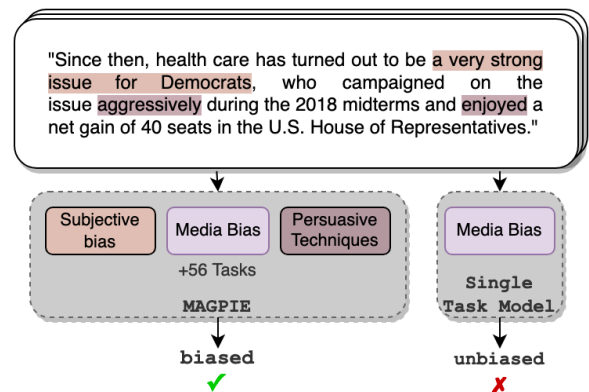 "Since then, health care has turned out to be a very strong
issue for Democrats, who campaigned on the
issue aggressively during the 2018 midterms and enjoyed a
net gain of 40 seats in the U.S. House of Representatives."
Subjective
bias
Media Bias
Persuasive
Techniques
+56 Tasks
MAGPIE
biased
Media Bias
Single
Task Model
unbiased